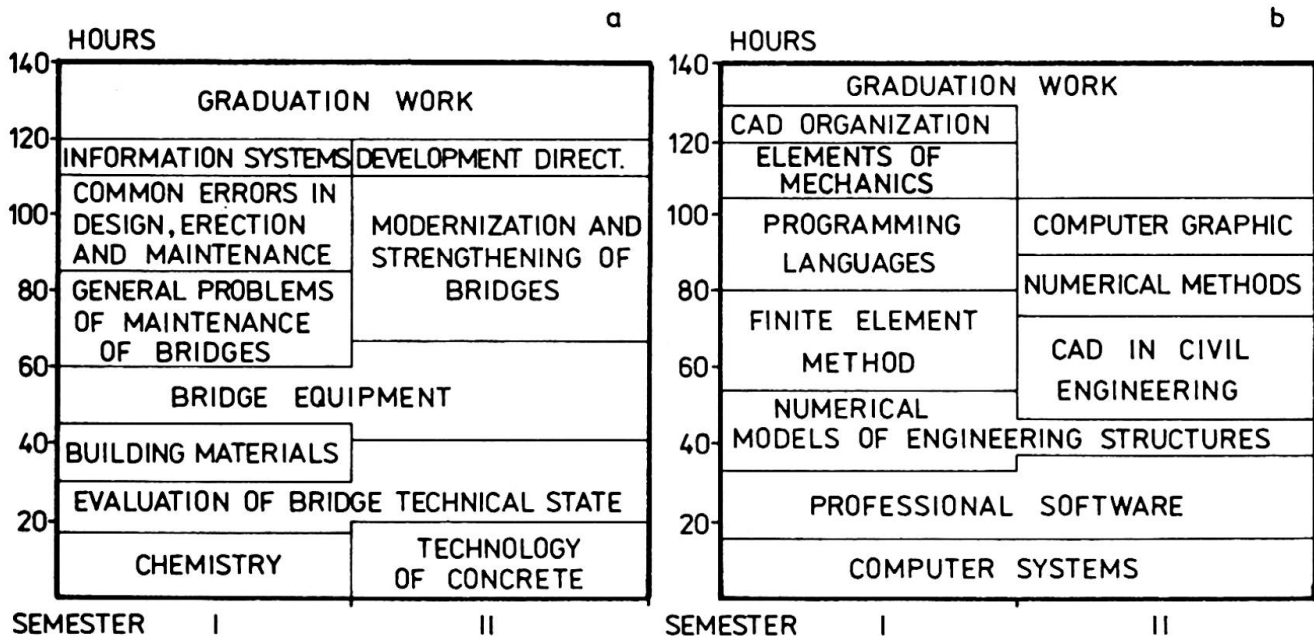 a
HOURS
140
GRADUATION WORK
120
INFORMATION SYSTEMS
DEVELOPMENT DIRECT.
COMMON ERRORS IN
DESIGN, ERECTION
AND MAINTENANCE
100
MODERNIZATION AND
STRENGTHENING OF
BRIDGES
80
GENERAL PROBLEMS
OF MAINTENANCE
OF BRIDGES
60
BRIDGE EQUIPMENT
40
BUILDING MATERIALS
EVALUATION OF BRIDGE TECHNICAL STATE
20
CHEMISTRY
TECHNOLOGY
OF CONCRETE
SEMESTER I II
b
HOURS
140
GRADUATION WORK
CAD ORGANIZATION
120
ELEMENTS OF
MECHANICS
100
PROGRAMMING
LANGUAGES
COMPUTER GRAPHIC
80
NUMERICAL METHODS
FINITE ELEMENT
METHOD
60
CAD IN CIVIL
ENGINEERING
NUMERICAL
40
MODELS OF ENGINEERING STRUCTURES
PROFESSIONAL SOFTWARE
20
COMPUTER SYSTEMS
SEMESTER I II